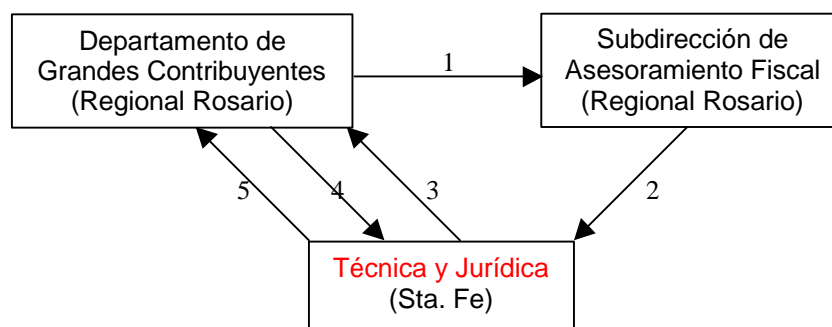 Departamento de
Grandes Contribuyentes
(Regional Rosario)
1
Subdirección de
Asesoramiento Fiscal
(Regional Rosario)
5
4
3
2
Técnica y Jurídica
(Sta. Fe)